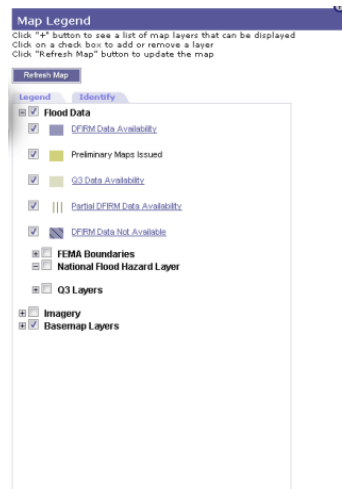 Map Legend
Click "+" button to see a list of map layers that can be displayed
Click on a check box to add or remove a layer
Click "Refresh Map" button to update the map
Refresh Map
Legend Identify
Flood Data
DFIRM Data Availability
Preliminary Maps Issued
Q3 Data Availability
Partial DFIRM Data Availability
DFIRM Data Not Available
FEMA Boundaries
National Flood Hazard Layer
Q3 Layers
Imagery
Basemap Layers